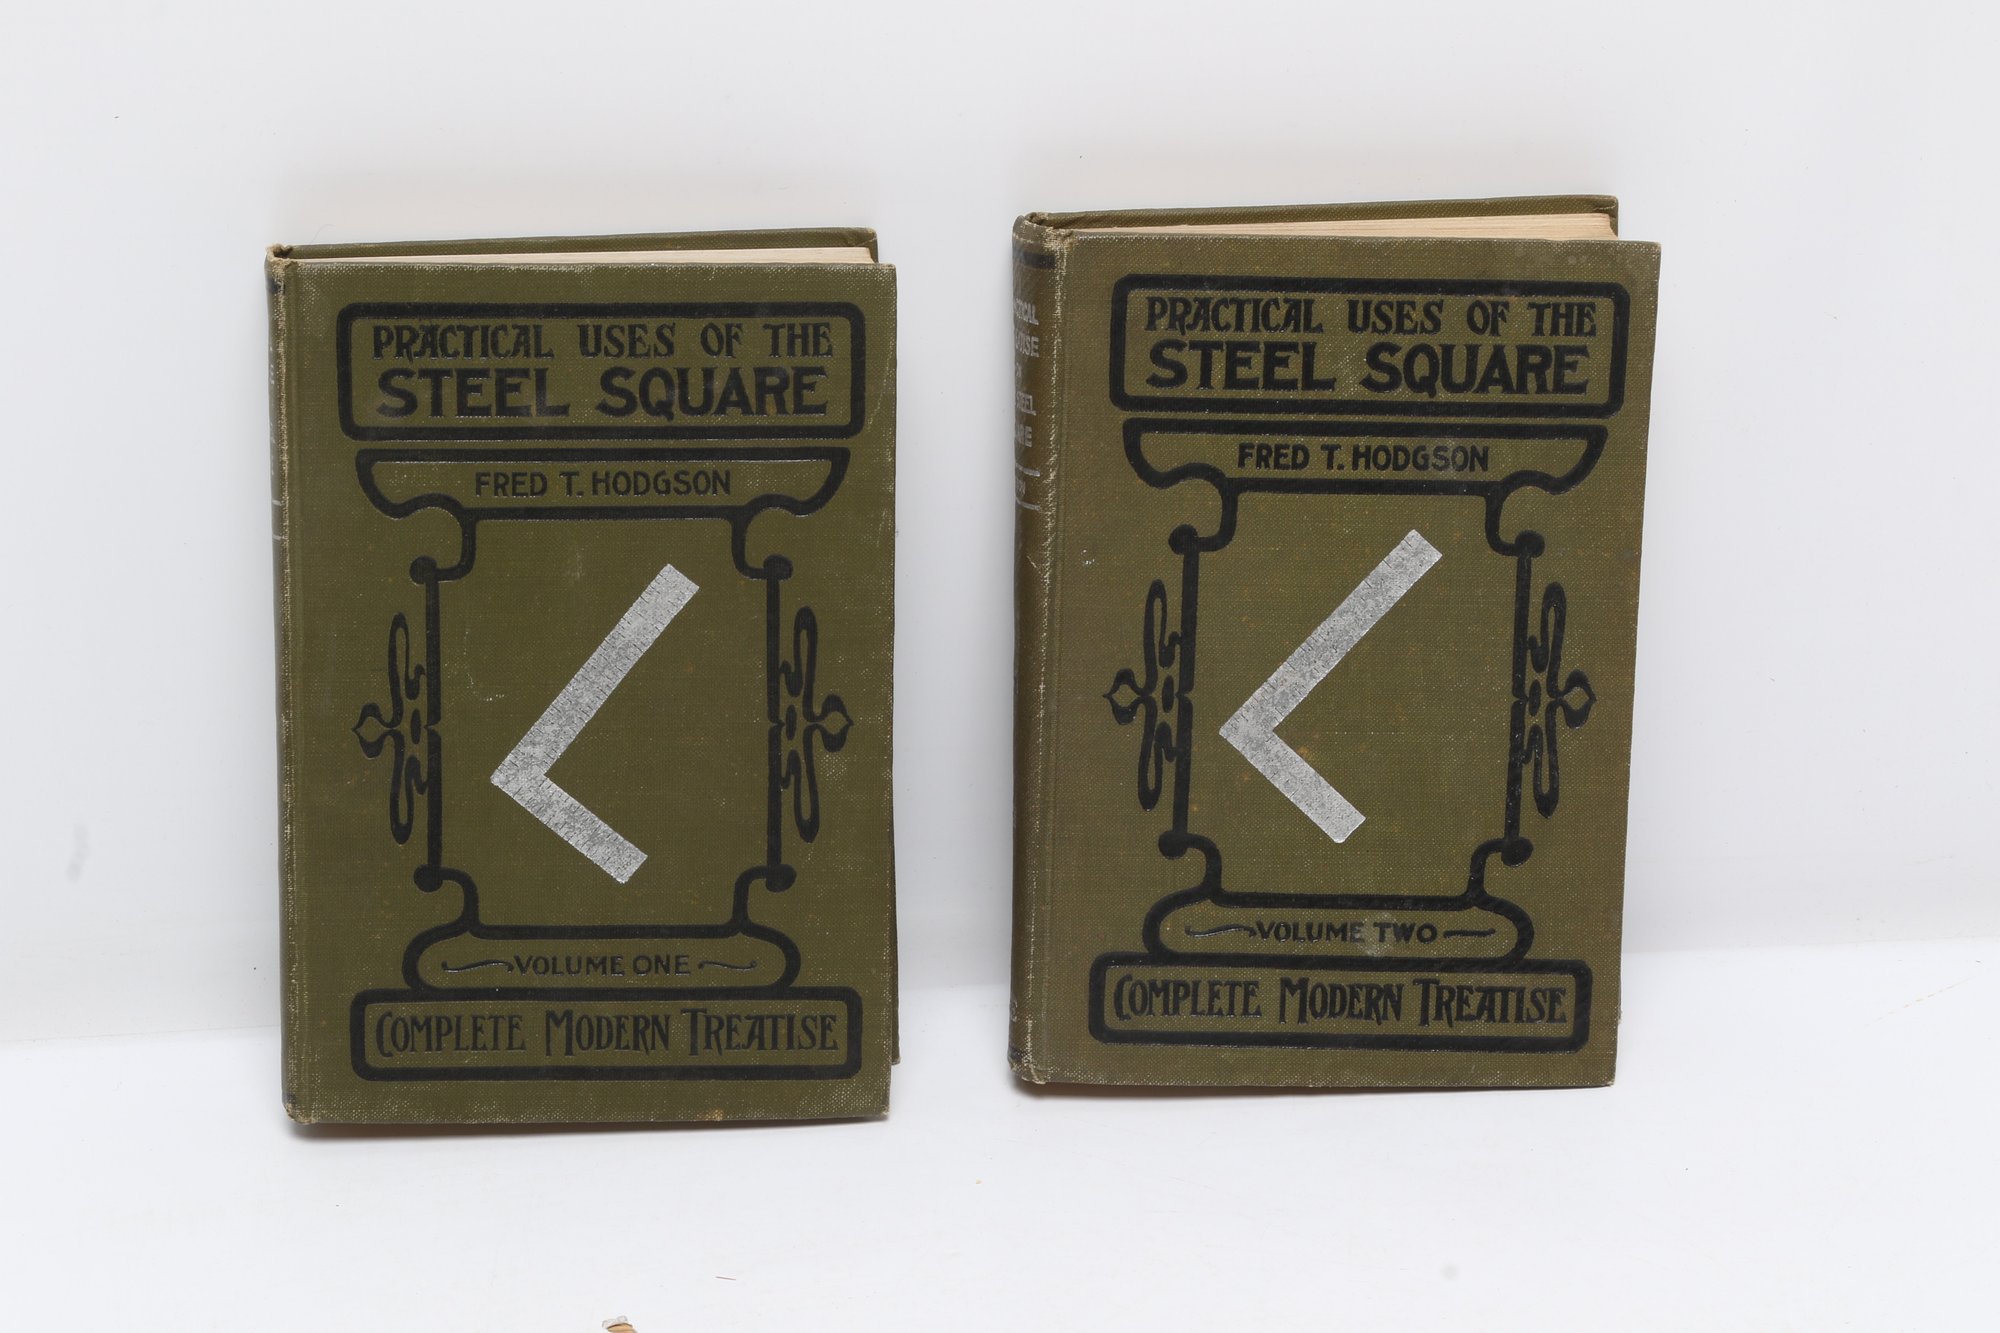 PRACTICAL USES OF THE
STEEL SQUARE
FRED T. HODGSON
VOLUME ONE
COMPLETE MODERN TREATISE
PRACTICAL USES OF THE
STEEL SQUARE
FRED T. HODGSON
VOLUME TWO
COMPLETE MODERN TREATISE